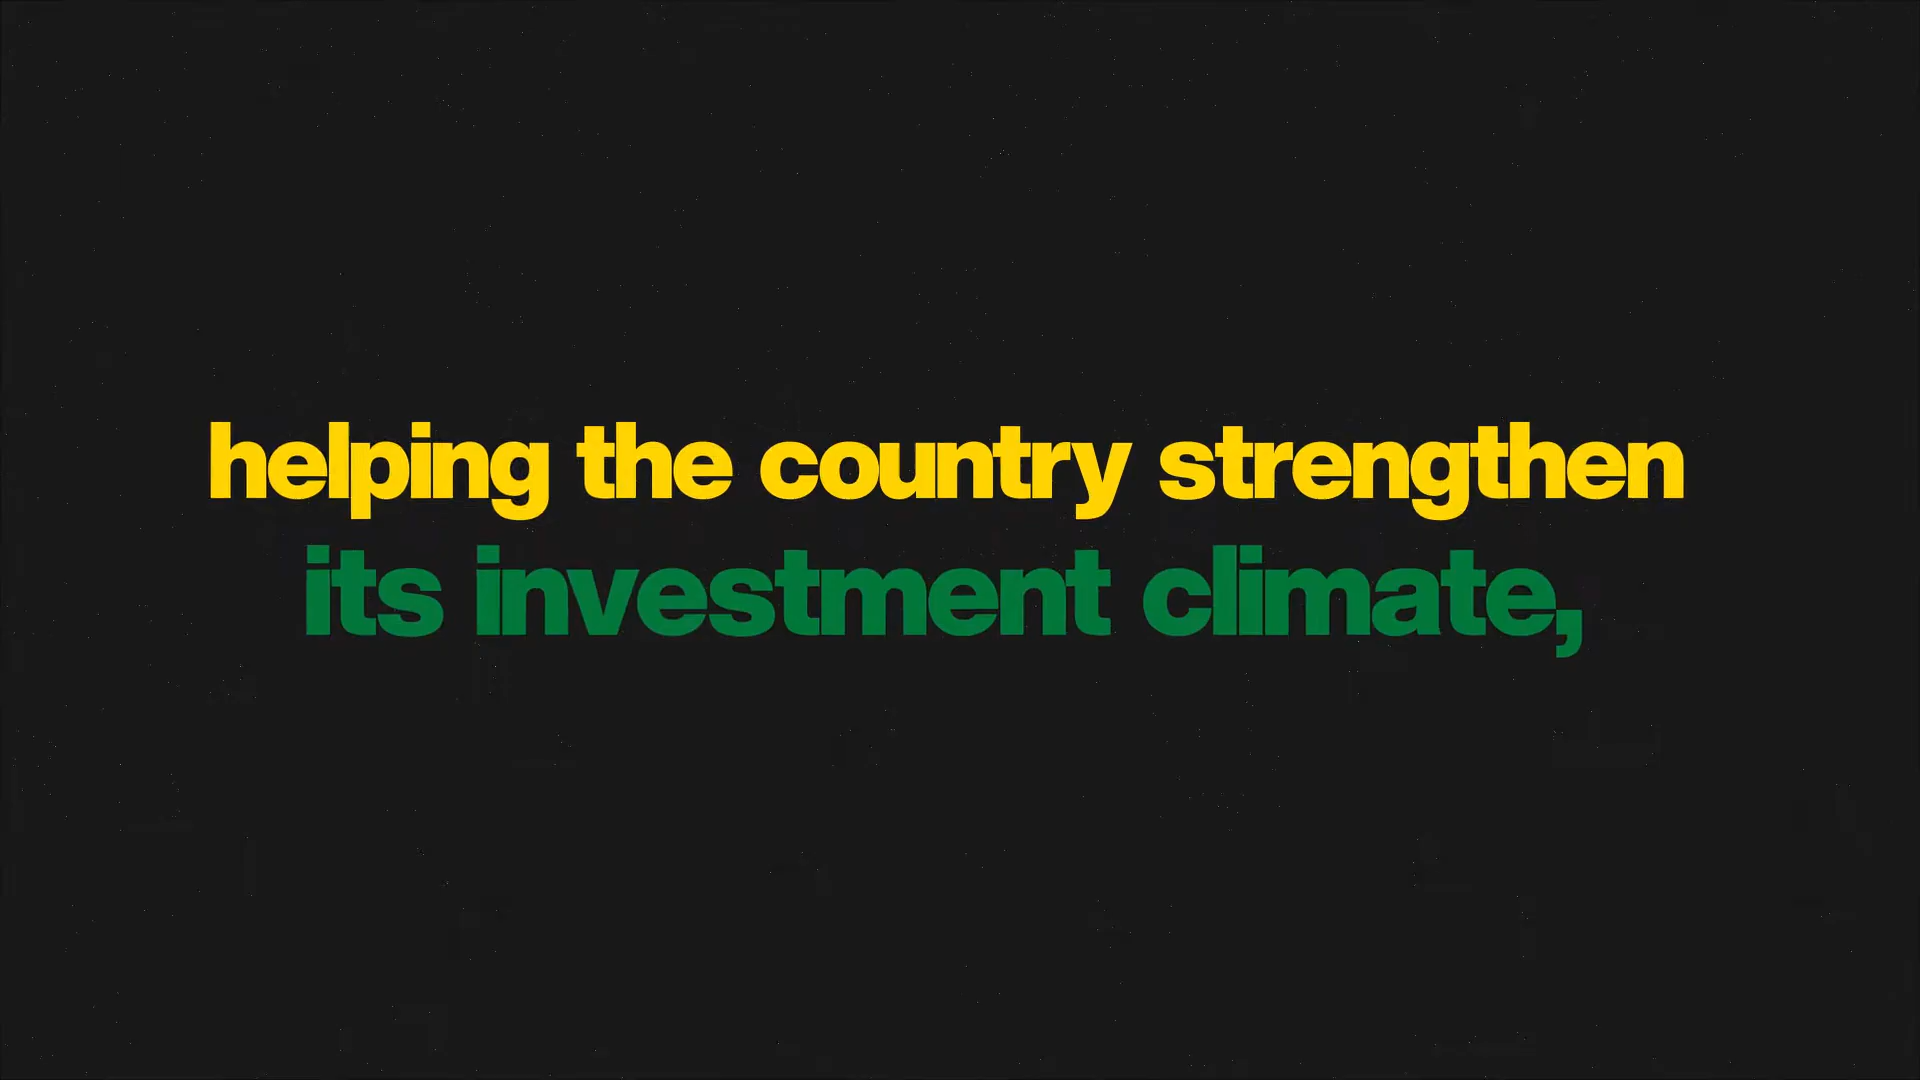 helping the country strengthen
its investment climate,